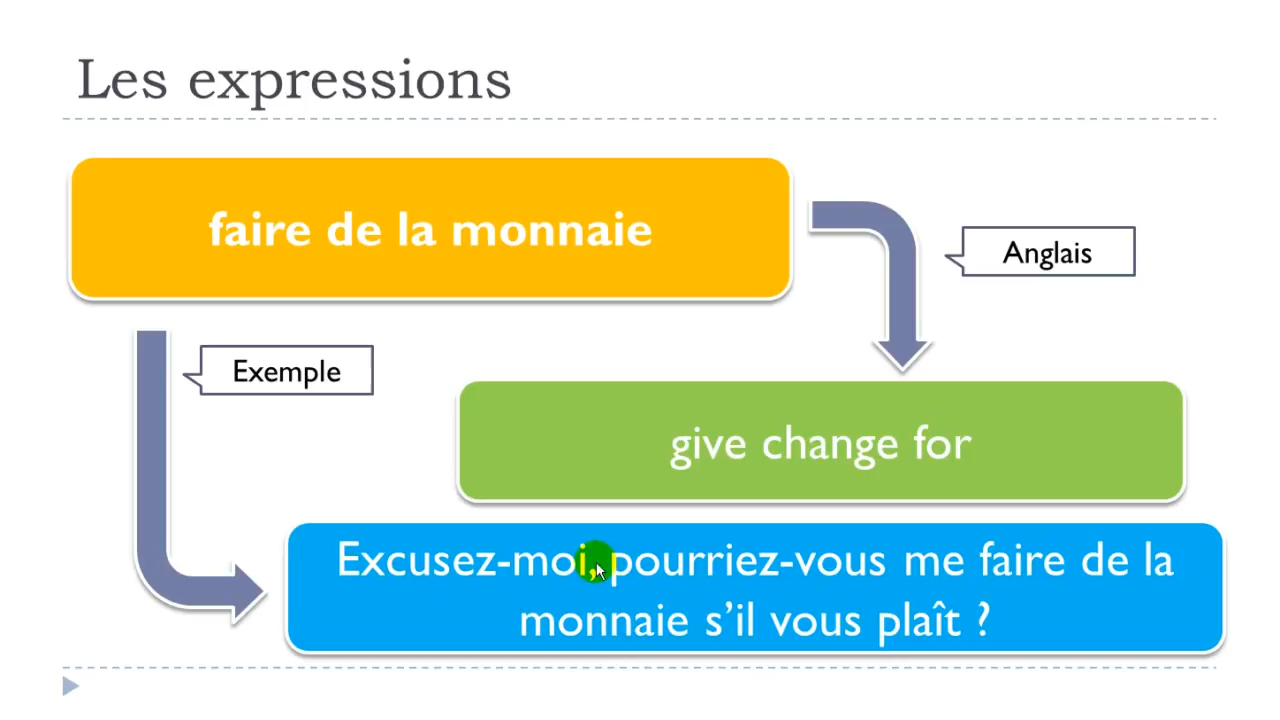 Les expressions
faire de la monnaie
Anglais
Exemple
give change for
Excusez-moi, pourriez-vous me faire de la
monnaie s’il vous plaît ?